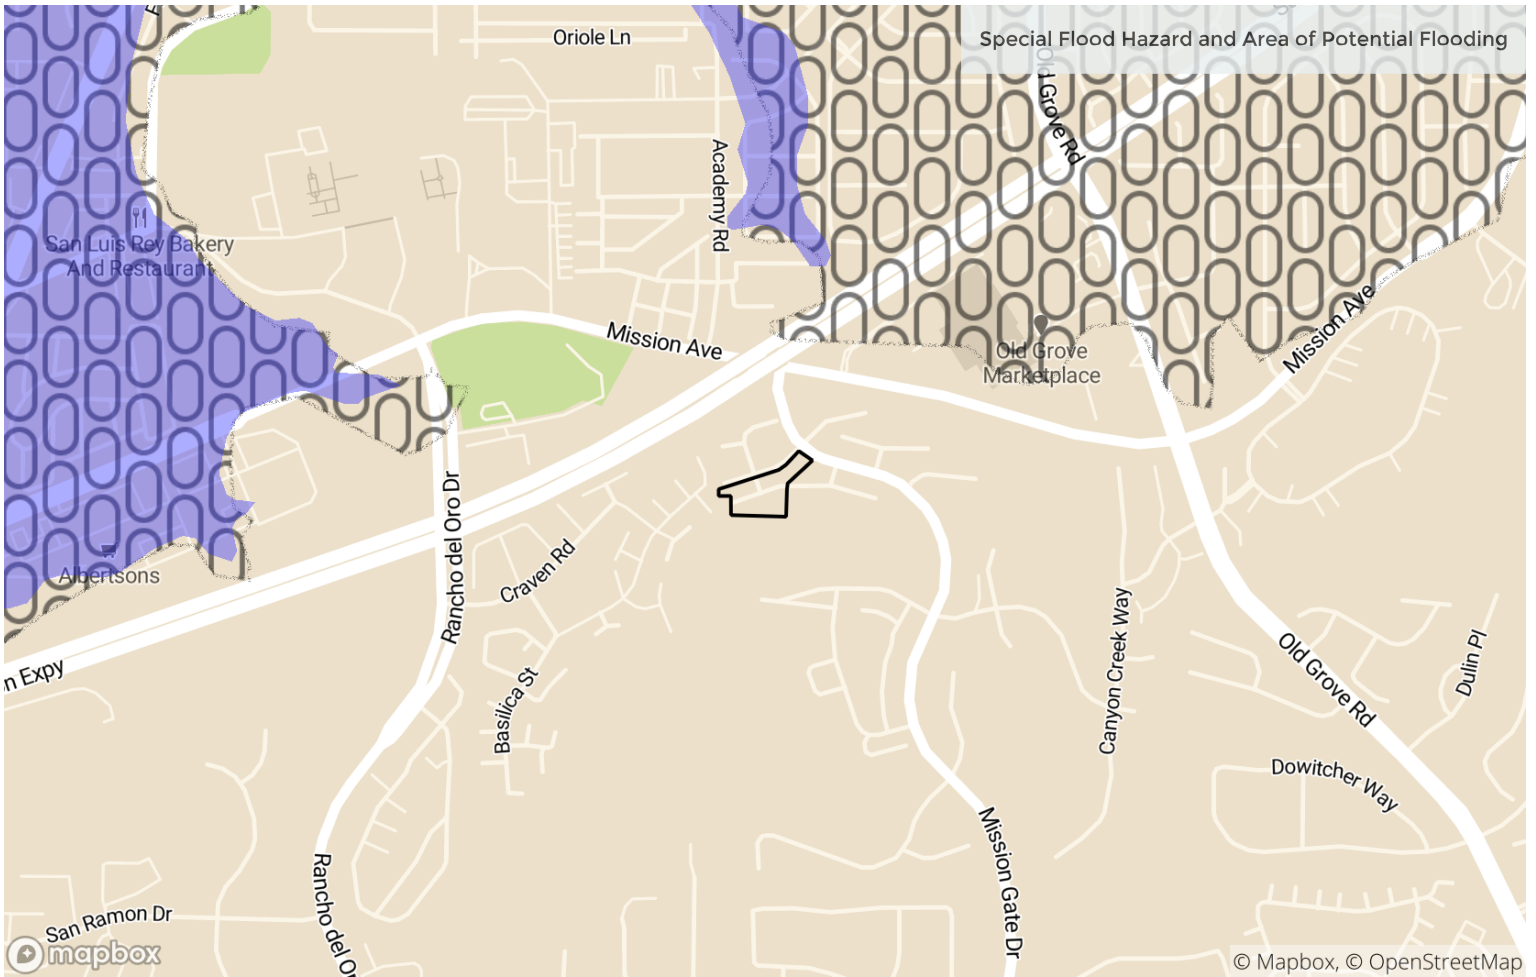 Special Flood Hazard and Area of Potential Flooding
Oriole Ln
Old Grove Rd
Academy Rd
San Luis Rey Bakery
And Restaurant
Mission Ave
Mission Ave
Old Grove
Marketplace
Albertsons
Rancho del Oro Dr
Craven Rd
n Expy
Basilica St
Canyon Creek Way
Old Grove Rd
Dulin Pl
Dowitcher Way
Mission Gate Dr
Rancho del Or
San Ramon Dr
mapbox
© Mapbox, © OpenStreetMap